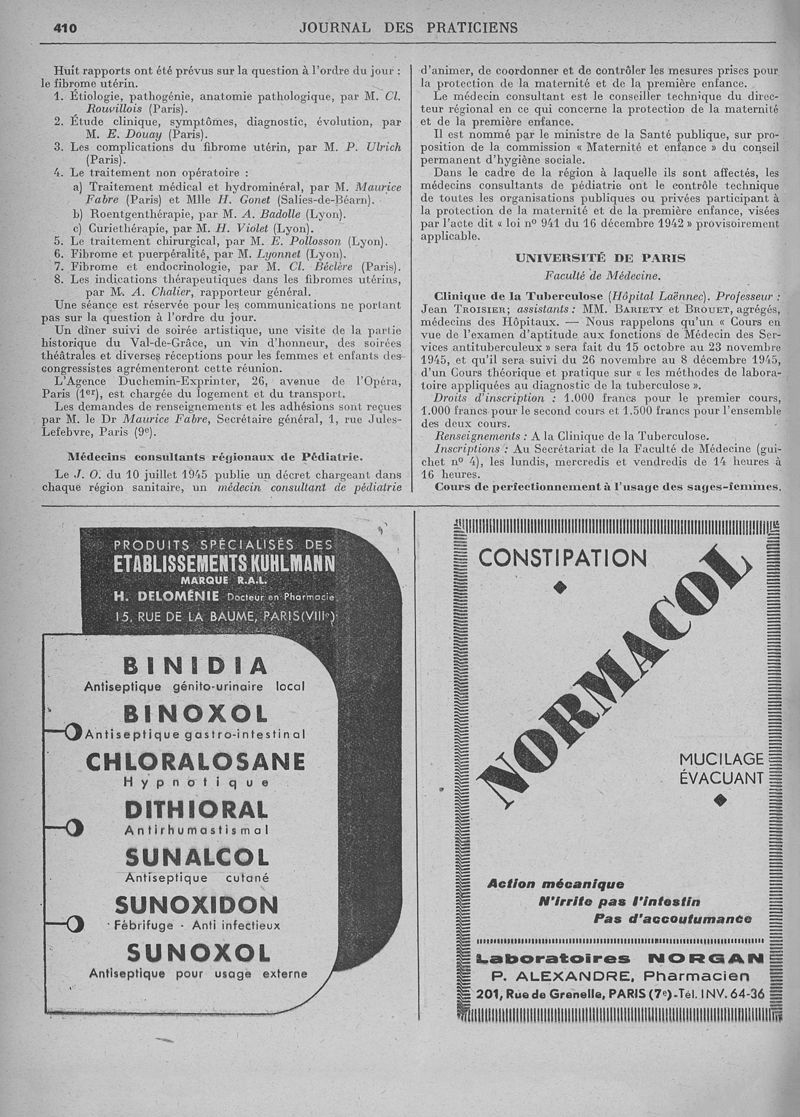 410
JOURNAL DES PRATICIENS
Huit rapports ont été prévus sur la question à l'ordre du jour :
le fibrome utérin.
1. Étiologie, pathogénie, anatomie pathologique, par M. Cl.
Rouvillois (Paris).
2. Étude clinique, symptômes, diagnostic, évolution, par
M. E. Douay (Paris).
3. Les complications du fibrome utérin, par M. P. Ulrich
(Paris).
4. Le traitement non opératoire :
a) Traitement médical et hydrominéral, par M. Maurice
Fabre (Paris) et Mlle H. Gonet (Salies-de-Béarn).
b) Roentgenthérapie, par M. A. Badolle (Lyon).
c) Curiethérapie, par M. H. Violet (Lyon).
5. Le traitement chirurgical, par M. E. Pollosson (Lyon).
6. Fibrome et puerpéralité, par M. Lyonnet (Lyon).
7. Fibrome et endocrinologie, par M. Cl. Béclère (Paris).
8. Les indications thérapeutiques dans les fibromes utérins,
par M. A. Chalier, rapporteur général.
Une séance est réservée pour les communications ne portant
pas sur la question à l'ordre du jour.
Un dîner suivi de soirée artistique, une visite de la partie
historique du Val-de-Grâce, un vin d'honneur, des soirées
théâtrales et diverses réceptions pour les femmes et enfants des
congressistes agrémenteront cette réunion.
L'Agence Duchemin-Exprinter, 26, avenue de l'Opéra,
Paris (1er), est chargée du logement et du transport.
Les demandes de renseignements et les adhésions sont reçues
par M. le Dr Maurice Fabre, Secrétaire général, 1, rue Jules-
Lefebvre, Paris (9e).
Médecins consultants régionaux de Pédiatrie.
Le J. O. du 10 juillet 1945 publie un décret chargeant dans
chaque région sanitaire, un médecin consultant de pédiatrie
d'animer, de coordonner et de contrôler les mesures prises pour
la protection de la maternité et de la première enfance.
Le médecin consultant est le conseiller technique du direc-
teur régional en ce qui concerne la protection de la maternité
et de la première enfance.
Il est nommé par le ministre de la Santé publique, sur pro-
position de la commission « Maternité et enfance » du conseil
permanent d'hygiène sociale.
Dans le cadre de la région à laquelle ils sont affectés, les
médecins consultants de pédiatrie ont le contrôle technique
de toutes les organisations publiques ou privées participant à
la protection de la maternité et de la première enfance, visées
par l'acte dit « loi no 941 du 16 décembre 1942 » provisoirement
applicable.
UNIVERSITÉ DE PARIS
Faculté de Médecine.
Clinique de la Tuberculose (Hôpital Laënnec). Professeur :
Jean TROISIER; assistants : MM. BARIETY et BROUET, agrégés,
médecins des Hôpitaux. — Nous rappelons qu'un « Cours en
vue de l'examen d'aptitude aux fonctions de Médecin des Ser-
vices antituberculeux » sera fait du 15 octobre au 23 novembre
1945, et qu'il sera suivi du 26 novembre au 8 décembre 1945,
d'un Cours théorique et pratique sur « les méthodes de labora-
toire appliquées au diagnostic de la tuberculose ».
Droits d'inscription : 1.000 francs pour le premier cours,
1.000 francs pour le second cours et 1.500 francs pour l'ensemble
des deux cours.
Renseignements : A la Clinique de la Tuberculose.
Inscriptions : Au Secrétariat de la Faculté de Médecine (gui-
chet no 4), les lundis, mercredis et vendredis de 14 heures à
16 heures.
Cours de perfectionnement à l'usage des sages-femmes.
PRODUITS SPÉCIALISÉS DES
ETABLISSEMENTS KUHLMANN
MARQUE R.A.L.
H. DELOMÉNIE Docteur en Pharmacie
15, RUE DE LA BAUME, PARIS (VIIIe)
BINIDIA
Antiseptique génito-urinaire local
BINOXOL
Antiseptique gastro-intestinal
CHLORALOSANE
Hypnotique
DITHIORAL
Antirhumastismal
SUNALCOL
Antiseptique cutané
SUNOXIDON
Fébrifuge - Anti infectieux
SUNOXOL
Antiseptique pour usage externe
CONSTIPATION
NORMACOL
MUCILAGE
ÉVACUANT
Action mécanique
N'irrite pas l'intestin
Pas d'accoutumance
Laboratoires NORGAN
P. ALEXANDRE, Pharmacien
201, Rue de Grenelle, PARIS (7e).-Tél. INV. 64-36